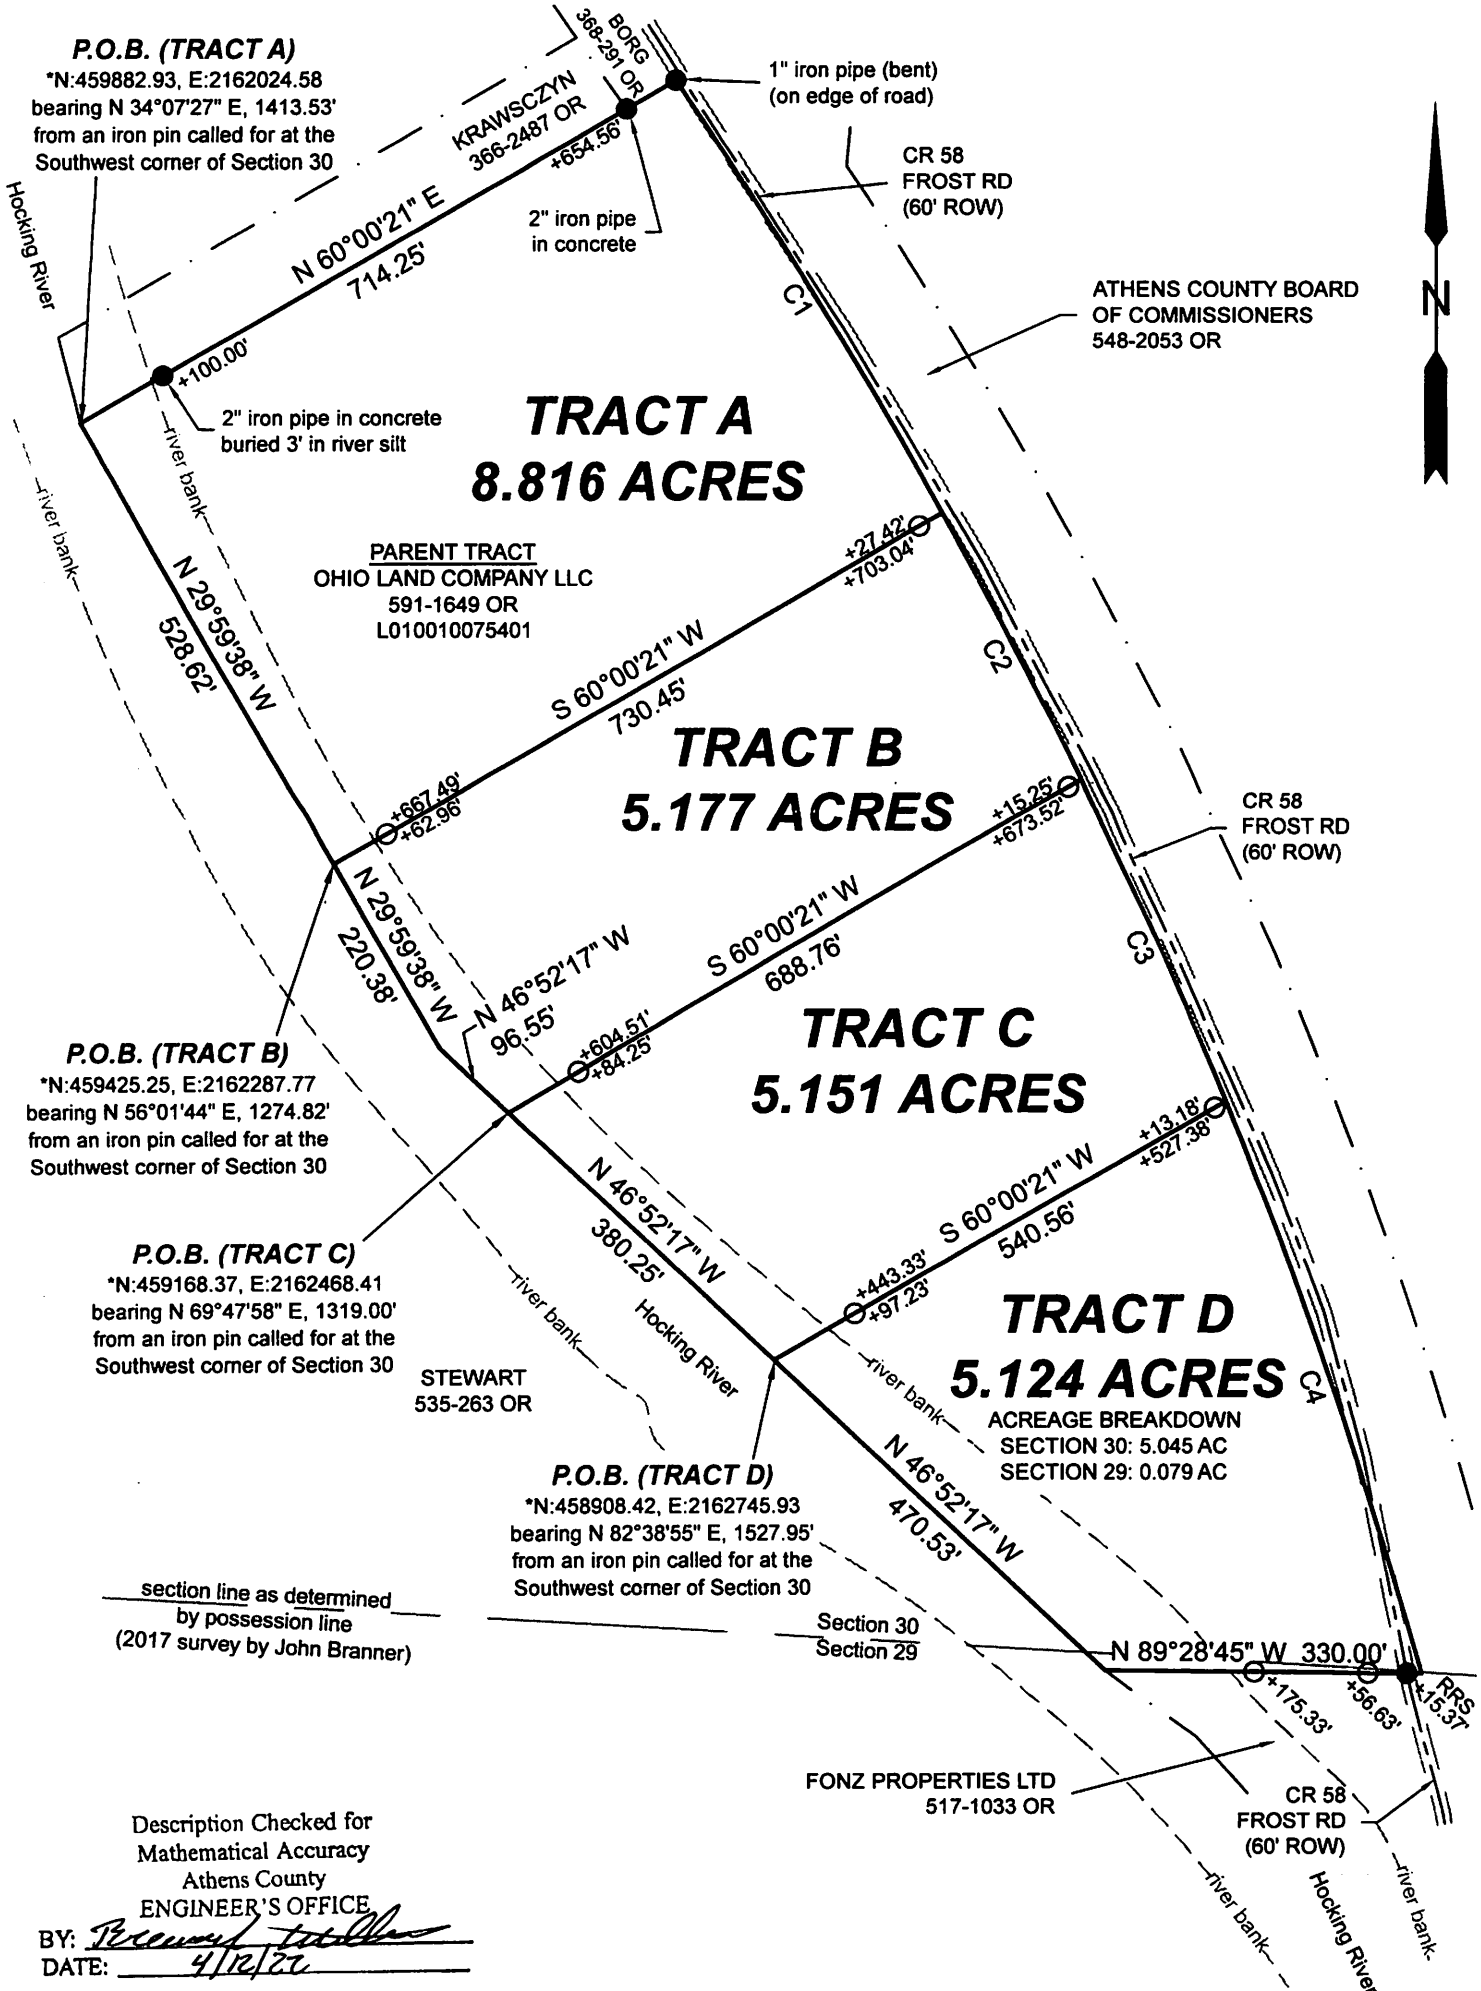 P.O.B. (TRACT A)
*N:459882.93, E:2162024.58
bearing N 34°07'27" E, 1413.53'
from an iron pin called for at the
Southwest corner of Section 30
BORG
368-291 OR
KRAWSCZYN
366-2487 OR
+654.56'
1" iron pipe (bent)
(on edge of road)
CR 58
FROST RD
(60' ROW)
2" iron pipe
in concrete
Hocking River
N 60°00'21" E
714.25'
C1
ATHENS COUNTY BOARD
OF COMMISSIONERS
548-2053 OR
N
+100.00'
2" iron pipe in concrete
buried 3' in river silt
river bank
river bank
TRACT A
8.816 ACRES
PARENT TRACT
OHIO LAND COMPANY LLC
591-1649 OR
L010010075401
N 29°59'38" W
528.62'
+27.42'
+703.04'
S 60°00'21" W
730.45'
C2
TRACT B
5.177 ACRES
+667.49'
+62.96'
+15.25'
+673.52'
CR 58
FROST RD
(60' ROW)
N 29°59'38" W
220.38'
S 60°00'21" W
688.76'
C3
N 46°52'17" W
96.55'
+604.51'
+84.25'
P.O.B. (TRACT B)
*N:459425.25, E:2162287.77
bearing N 56°01'44" E, 1274.82'
from an iron pin called for at the
Southwest corner of Section 30
TRACT C
5.151 ACRES
+13.18'
+527.38'
S 60°00'21" W
540.56'
N 46°52'17" W
380.25'
P.O.B. (TRACT C)
*N:459168.37, E:2162468.41
bearing N 69°47'58" E, 1319.00'
from an iron pin called for at the
Southwest corner of Section 30
+443.33'
+97.23'
river bank
Hocking River
STEWART
535-263 OR
TRACT D
5.124 ACRES
ACREAGE BREAKDOWN
SECTION 30: 5.045 AC
SECTION 29: 0.079 AC
C4
river bank
P.O.B. (TRACT D)
*N:458908.42, E:2162745.93
bearing N 82°38'55" E, 1527.95'
from an iron pin called for at the
Southwest corner of Section 30
N 46°52'17" W
470.53'
section line as determined
by possession line
(2017 survey by John Branner)
Section 30
Section 29
N 89°28'45" W 330.00'
+175.33'
+56.63'
RRS
+15.37'
FONZ PROPERTIES LTD
517-1033 OR
CR 58
FROST RD
(60' ROW)
river bank
Hocking River
river bank
Description Checked for
Mathematical Accuracy
Athens County
ENGINEER'S OFFICE
BY:
DATE: 4/12/22